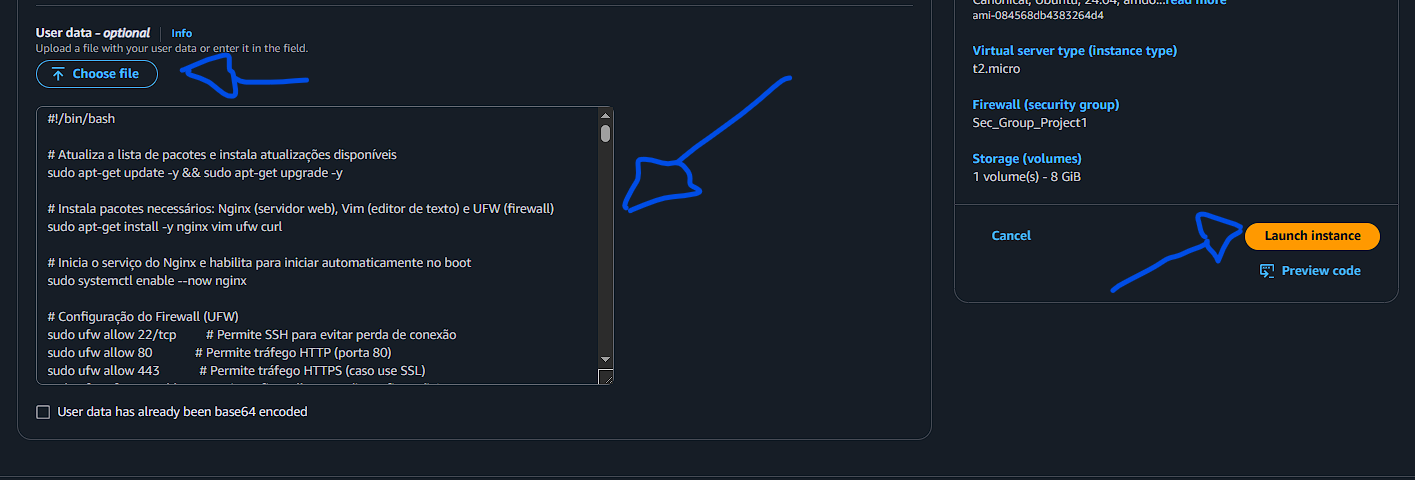 User data – optional Info
Upload a file with your user data or enter it in the field.
Choose file
#!/bin/bash
# Atualiza a lista de pacotes e instala atualizações disponíveis
sudo apt-get update -y && sudo apt-get upgrade -y
# Instala pacotes necessários: Nginx (servidor web), Vim (editor de texto) e UFW (firewall)
sudo apt-get install -y nginx vim ufw curl
# Inicia o serviço do Nginx e habilita para iniciar automaticamente no boot
sudo systemctl enable --now nginx
# Configuração do Firewall (UFW)
sudo ufw allow 22/tcp # Permite SSH para evitar perda de conexão
sudo ufw allow 80 # Permite tráfego HTTP (porta 80)
sudo ufw allow 443 # Permite tráfego HTTPS (caso use SSL)
User data has already been base64 encoded
Canonical, Ubuntu, 24.04, amd6...read more
ami-084568db4383264d4
Virtual server type (instance type)
t2.micro
Firewall (security group)
Sec_Group_Project1
Storage (volumes)
1 volume(s) - 8 GiB
Cancel
Launch instance
Preview code